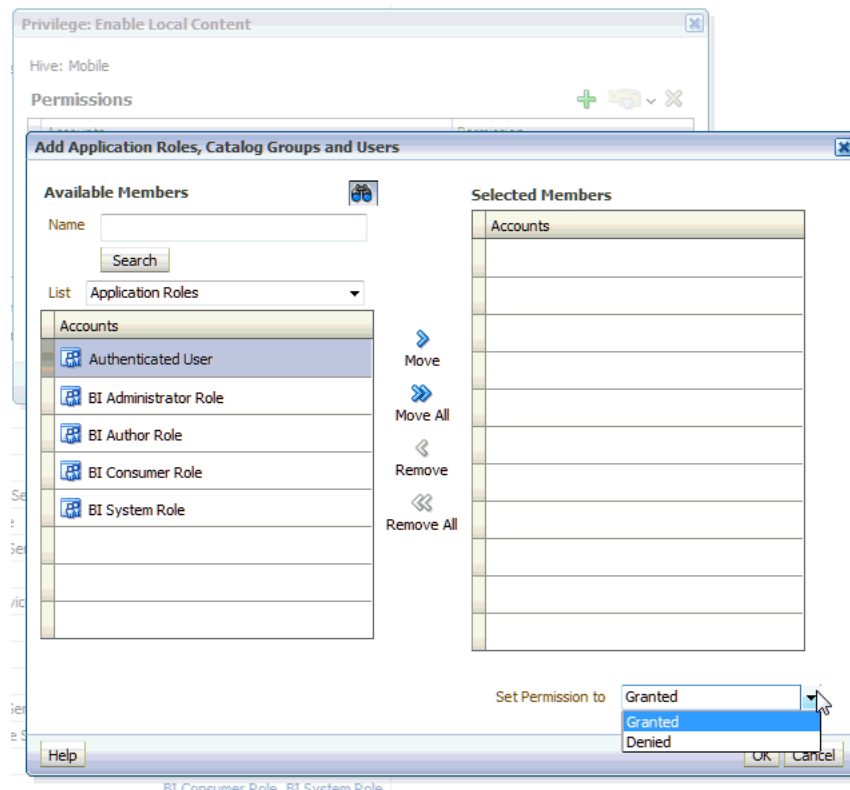 Privilege: Enable Local Content
Hive: Mobile
Permissions
Add Application Roles, Catalog Groups and Users
Available Members
Name
Search
List Application Roles
Accounts
Authenticated User
BI Administrator Role
BI Author Role
BI Consumer Role
BI System Role
Move
Move All
Remove
Remove All
Selected Members
Accounts
Set Permission to Granted
Granted
Denied
Help
OK Cancel
BI Consumer Role, BI System Role